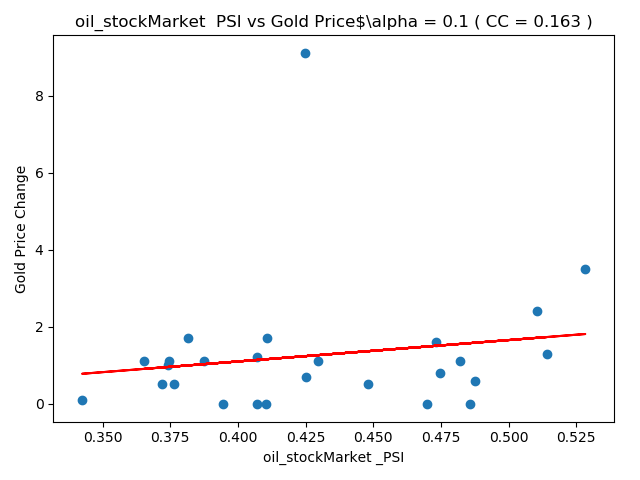 oil_stockMarket  PSI vs Gold Price$\alpha = 0.1 ( CC = 0.163 )
8
6
4
2
0
Gold Price Change
0.350 0.375 0.400 0.425 0.450 0.475 0.500 0.525
oil_stockMarket _PSI